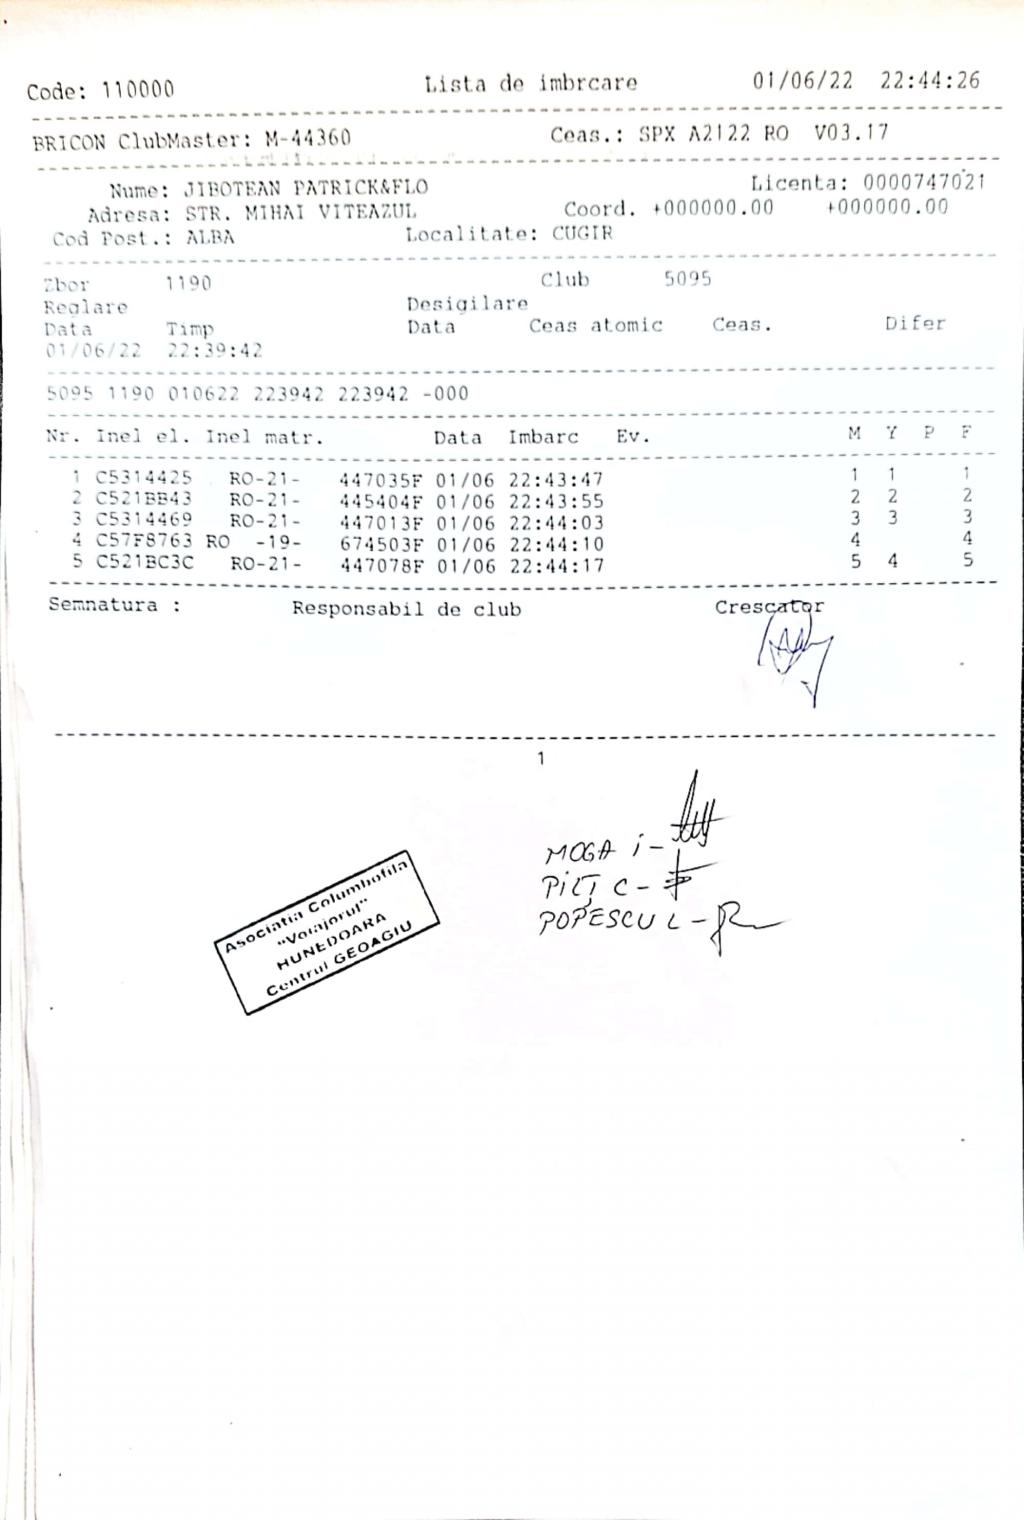 Code: 110000 Lista de imbrcare 01/06/22 22:44:26
BRICON ClubMaster: M-44360 Ceas.: SPX A2122 RO V03.17
Nume: JIBOTEAN PATRICK&FLO Licenta: 0000747021
Adresa: STR. MIHAI VITEAZUL Coord. +000000.00 +000000.00
Cod Post.: ALBA Localitate: CUGIR
Zbor 1190 Club 5095
Reglare Desigilare
Data Timp Data Ceas atomic Ceas. Difer
01/06/22 22:39:42
5095 1190 010622 223942 223942 -000
Nr. Inel el. Inel matr. Data Imbarc Ev. M Y P F
1 C5314425 RO-21- 447035F 01/06 22:43:47 1 1 1
2 C521BB43 RO-21- 445404F 01/06 22:43:55 2 2 2
3 C5314469 RO-21- 447013F 01/06 22:44:03 3 3 3
4 C57F8763 RO -19- 674503F 01/06 22:44:10 4 4
5 C521BC3C RO-21- 447078F 01/06 22:44:17 5 4 5
Semnatura : Responsabil de club Crescator
1
MOGA i-
PILȚ C-
POPESCU L-
Asociatia Columbofila
"Voiajorul"
HUNEDOARA
Centrul GEOAGIU